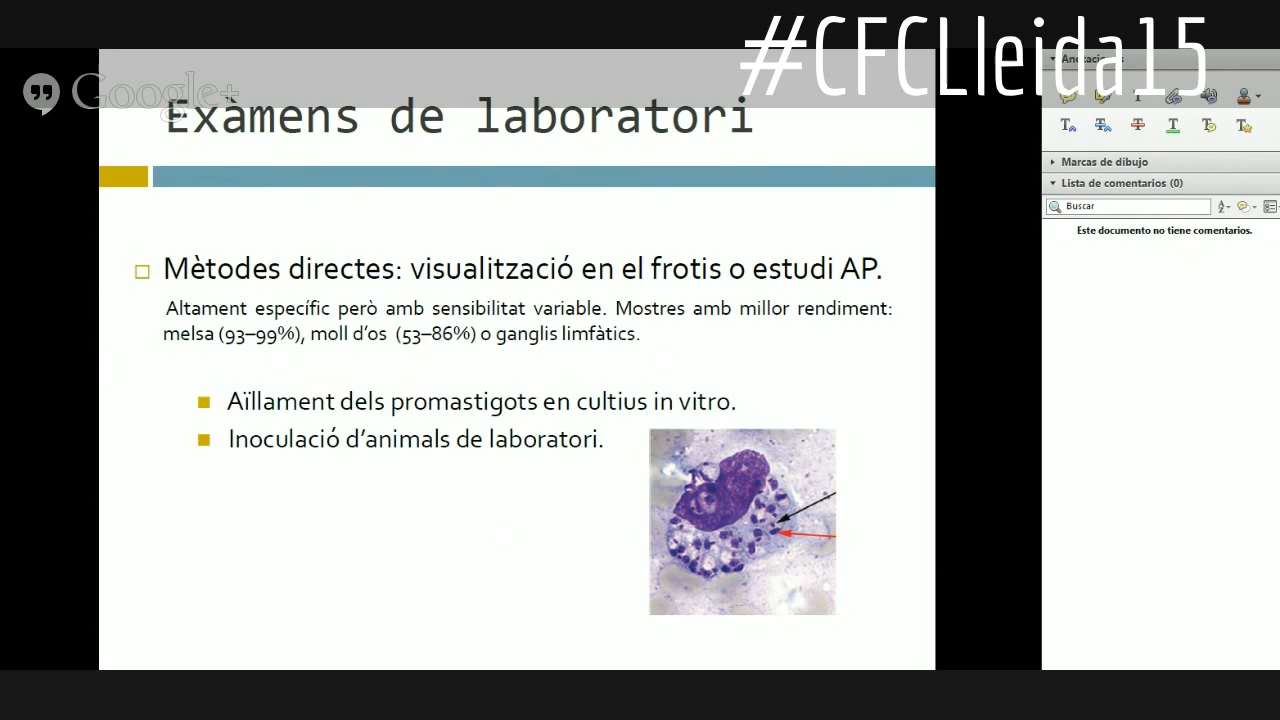 #CFCLleida15
Google+
Exàmens de laboratori
Anotaciones
Marcas de dibujo
Lista de comentarios (0)
Buscar
Este documento no tiene comentarios.
Mètodes directes: visualització en el frotis o estudi AP.
Altament específic però amb sensibilitat variable. Mostres amb millor rendiment:
melsa (93–99%), moll d’os (53–86%) o ganglis limfàtics.
Aïllament dels promastigots en cultius in vitro.
Inoculació d’animals de laboratori.